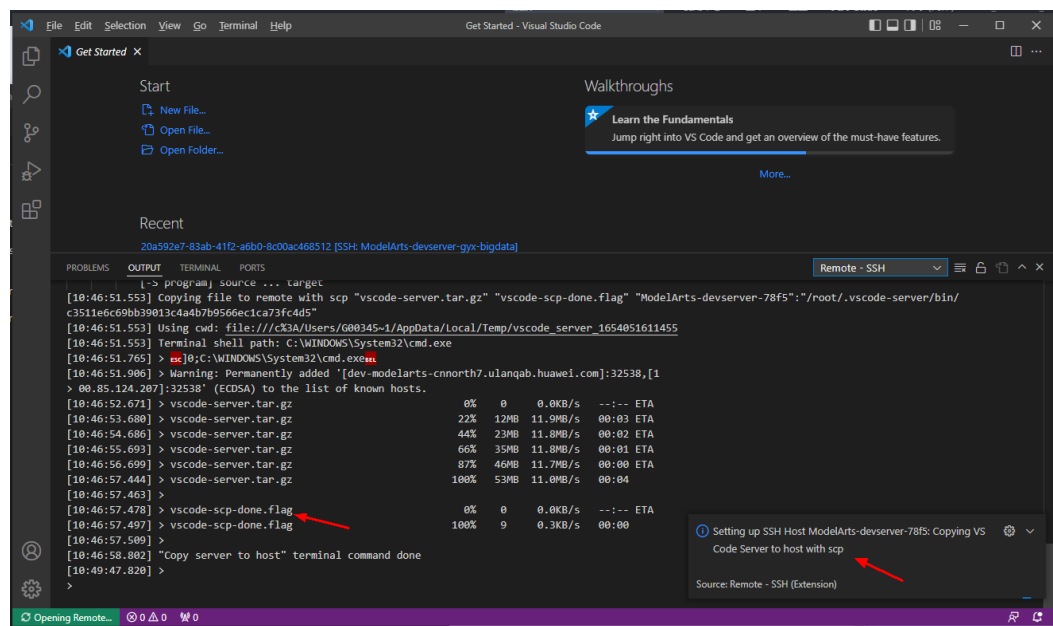 File Edit Selection View Go Terminal Help
Get Started - Visual Studio Code
Get Started
Start
New File...
Open File...
Open Folder...
Walkthroughs
Learn the Fundamentals
Jump right into VS Code and get an overview of the must-have features.
More...
Recent
20a592e7-83ab-41f2-a6b0-8c00ac468512 [SSH: ModelArts-devserver-gyx-bigdata]
PROBLEMS OUTPUT TERMINAL PORTS
Remote - SSH
[-S program] source ... target
[10:46:51.553] Copying file to remote with scp "vscode-server.tar.gz" "vscode-scp-done.flag" "ModelArts-devserver-78f5":"/root/.vscode-server/bin/
c3511e6c69bb39013c4a4b7b9566ec1ca73fc4d5"
[10:46:51.553] Using cwd: file:///c%3A/Users/G00345~1/AppData/Local/Temp/vscode_server_1654051611455
[10:46:51.553] Terminal shell path: C:\WINDOWS\System32\cmd.exe
[10:46:51.765] > ESC]0;C:\WINDOWS\System32\cmd.exeBEL
[10:46:51.906] > Warning: Permanently added '[dev-modelarts-cnnorth7.ulanqab.huawei.com]:32538,[1
> 00.85.124.207]:32538' (ECDSA) to the list of known hosts.
[10:46:52.671] > vscode-server.tar.gz 0% 0 0.0KB/s --:-- ETA
[10:46:53.680] > vscode-server.tar.gz 22% 12MB 11.9MB/s 00:03 ETA
[10:46:54.686] > vscode-server.tar.gz 44% 23MB 11.8MB/s 00:02 ETA
[10:46:55.693] > vscode-server.tar.gz 66% 35MB 11.8MB/s 00:01 ETA
[10:46:56.699] > vscode-server.tar.gz 87% 46MB 11.7MB/s 00:00 ETA
[10:46:57.444] > vscode-server.tar.gz 100% 53MB 11.0MB/s 00:04
[10:46:57.463] >
[10:46:57.478] > vscode-scp-done.flag 0% 0 0.0KB/s --:-- ETA
[10:46:57.497] > vscode-scp-done.flag 100% 9 0.3KB/s 00:00
[10:46:57.509] >
[10:46:58.802] "Copy server to host" terminal command done
[10:49:47.820] >
>
Setting up SSH Host ModelArts-devserver-78f5: Copying VS
Code Server to host with scp
Source: Remote - SSH (Extension)
Opening Remote... 0 0 0